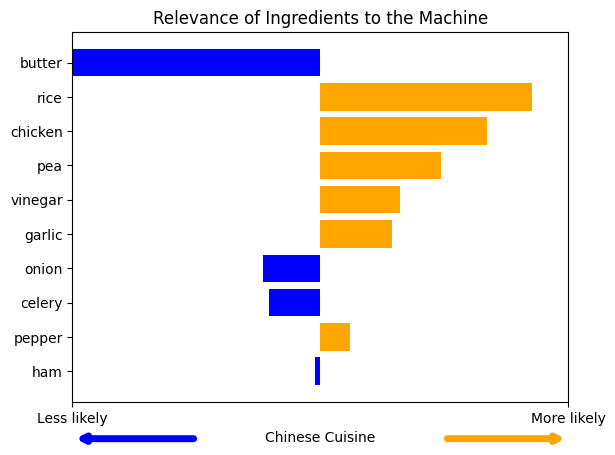 Relevance of Ingredients to the Machine
butter
rice
chicken
pea
vinegar
garlic
onion
celery
pepper
ham
Less likely
More likely
Chinese Cuisine